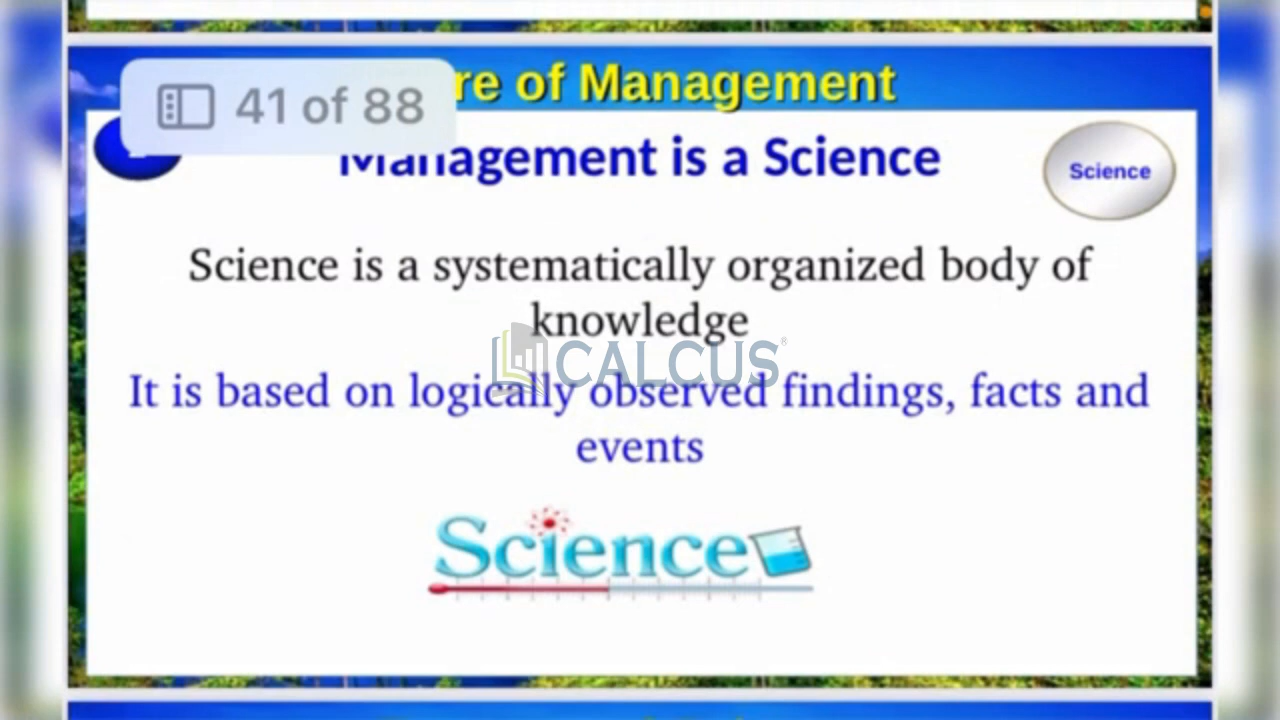 41 of 88
re of Management
Management is a Science
Science
Science is a systematically organized body of
knowledge
CALCUS®
It is based on logically observed findings, facts and
events
Science